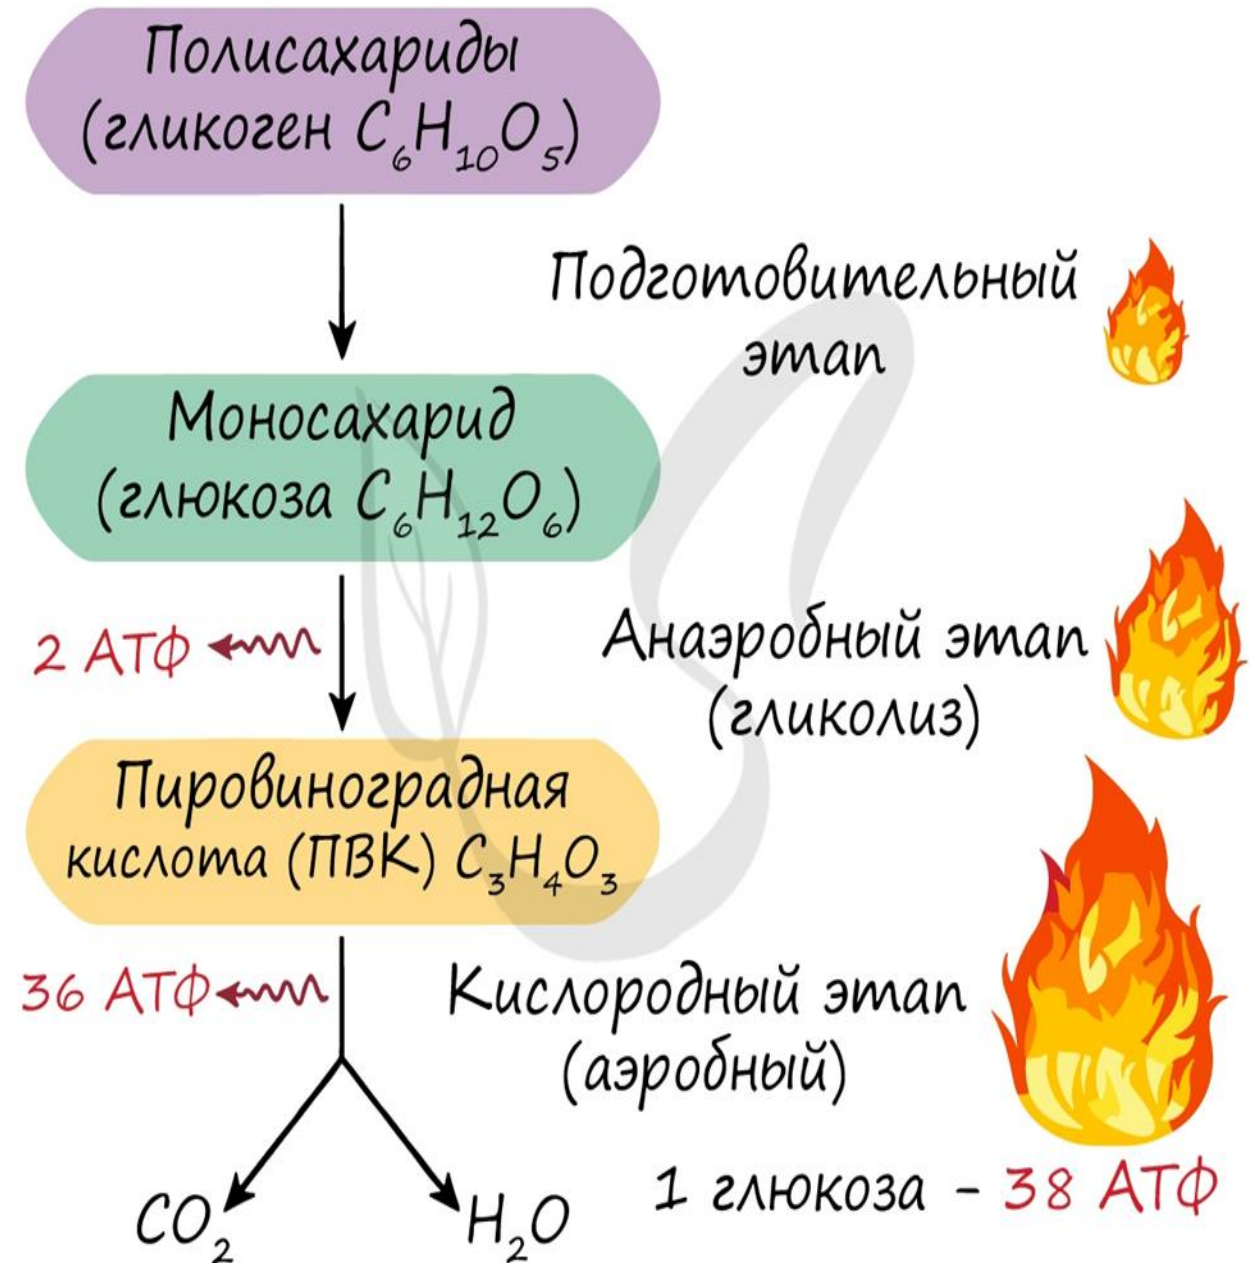 Полисахариды
(гликоген C₆H₁₀O₅)
Подготовительный
этап
Моносахарид
(глюкоза C₆H₁₂O₆)
2 АТФ
Анаэробный этап
(гликолиз)
Пировиноградная
кислота (ПВК) C₃H₄O₃
36 АТФ
Кислородный этап
(аэробный)
1 глюкоза - 38 АТФ
CO₂
H₂O